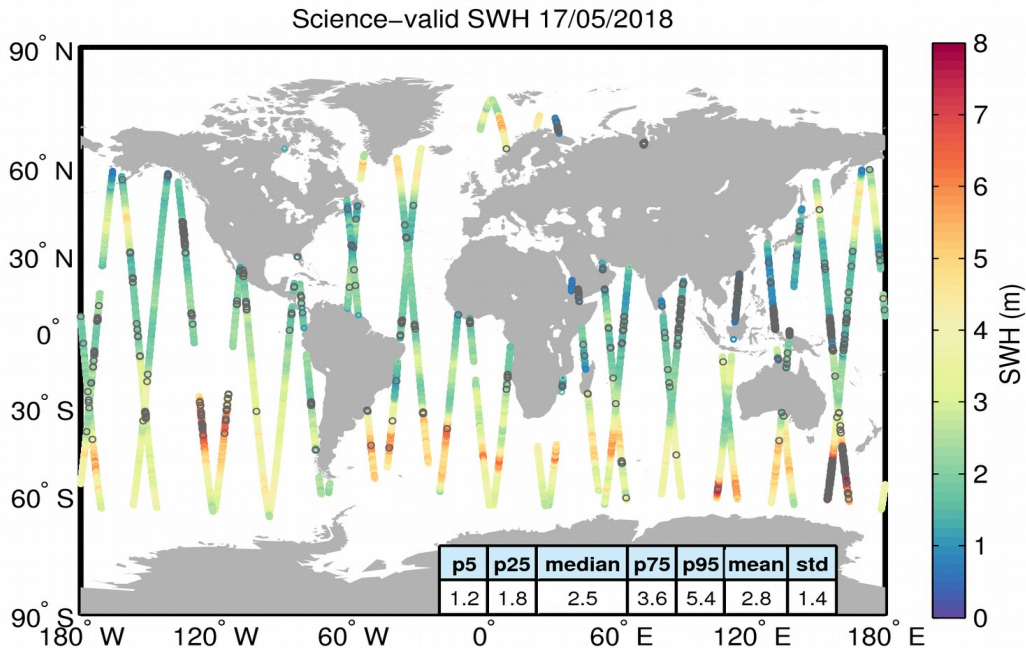 Science−valid SWH 17/05/2018
90° N
60° N
30° N
0°
30° S
60° S
90° S
180° W 120° W 60° W 0° 60° E 120° E 180° E
p5 p25 median p75 p95 mean std
1.2 1.8 2.5 3.6 5.4 2.8 1.4
8
7
6
5
4
3
2
1
0
SWH (m)